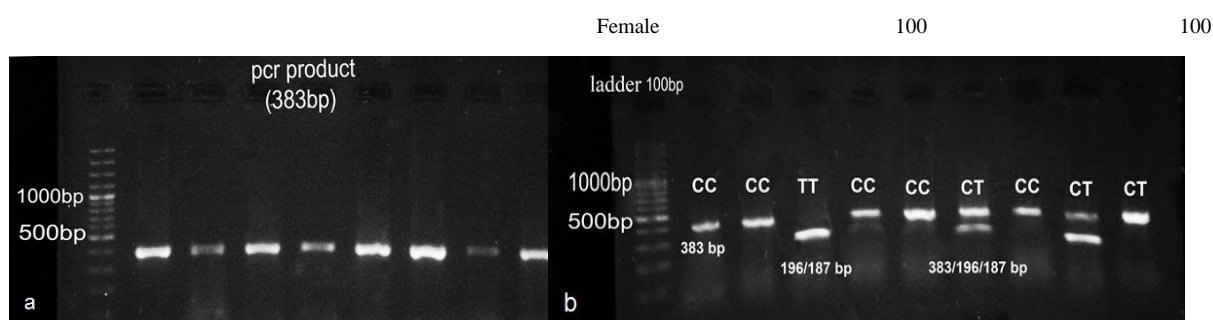 Female 100 100
pcr product
(383bp)
1000bp
500bp
a
ladder 100bp
1000bp
CC CC TT CC CC CT CC CT CT
500bp
383 bp
196/187 bp
383/196/187 bp
b